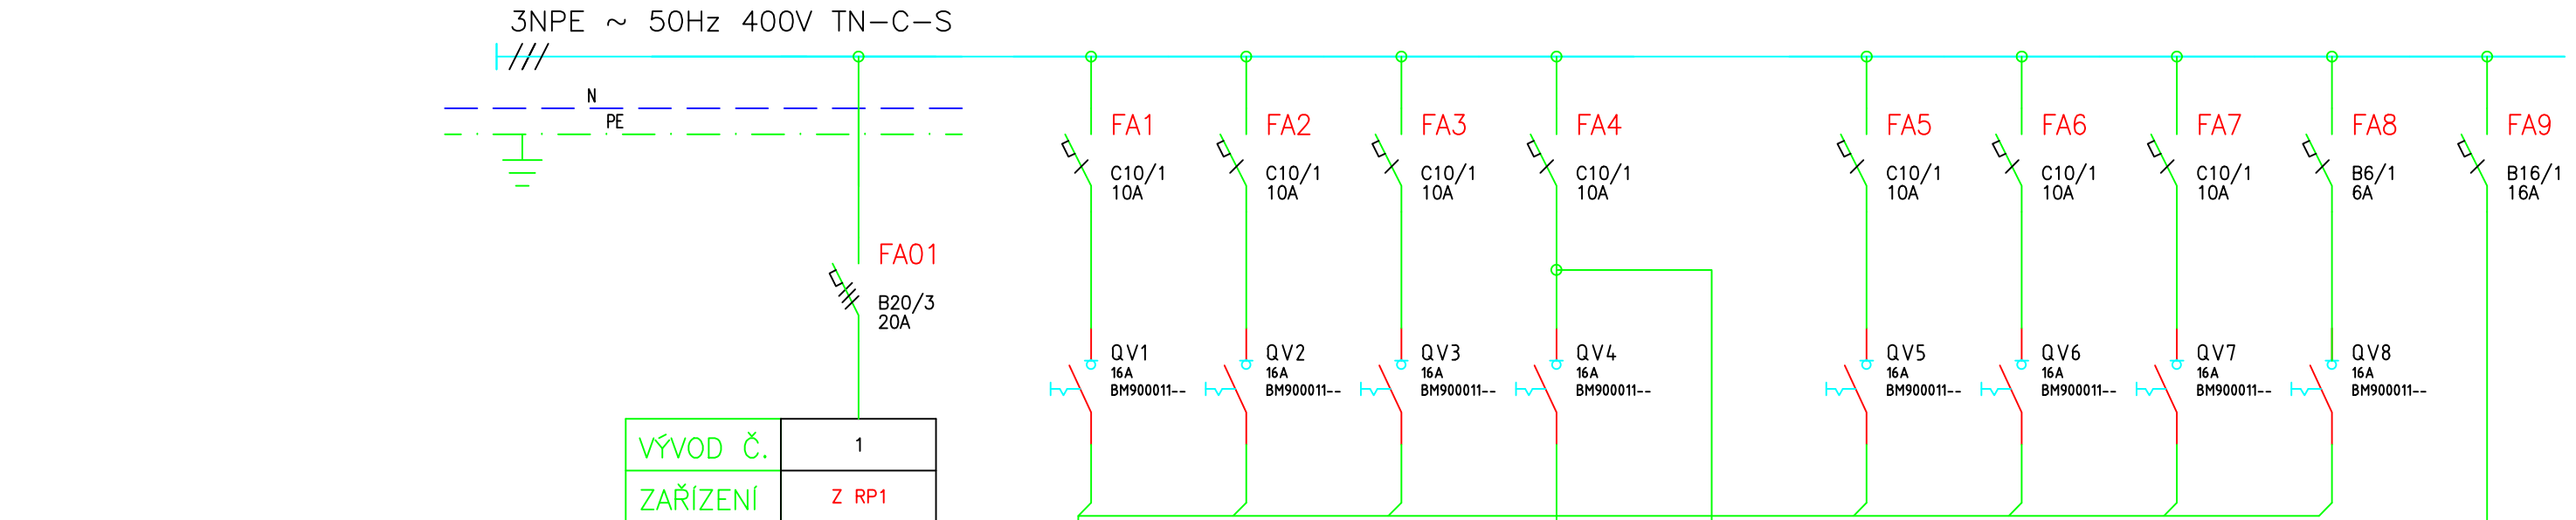 3NPE ~ 50Hz 400V TN-C-S
N
PE
FA1
C10/1
10A
FA2
C10/1
10A
FA3
C10/1
10A
FA4
C10/1
10A
FA5
C10/1
10A
FA6
C10/1
10A
FA7
C10/1
10A
FA8
B6/1
6A
FA9
B16/1
16A
FA01
B20/3
20A
QV1
16A
BM900011--
QV2
16A
BM900011--
QV3
16A
BM900011--
QV4
16A
BM900011--
QV5
16A
BM900011--
QV6
16A
BM900011--
QV7
16A
BM900011--
QV8
16A
BM900011--
VÝVOD Č. 1
ZAŘÍZENÍ Z RP1